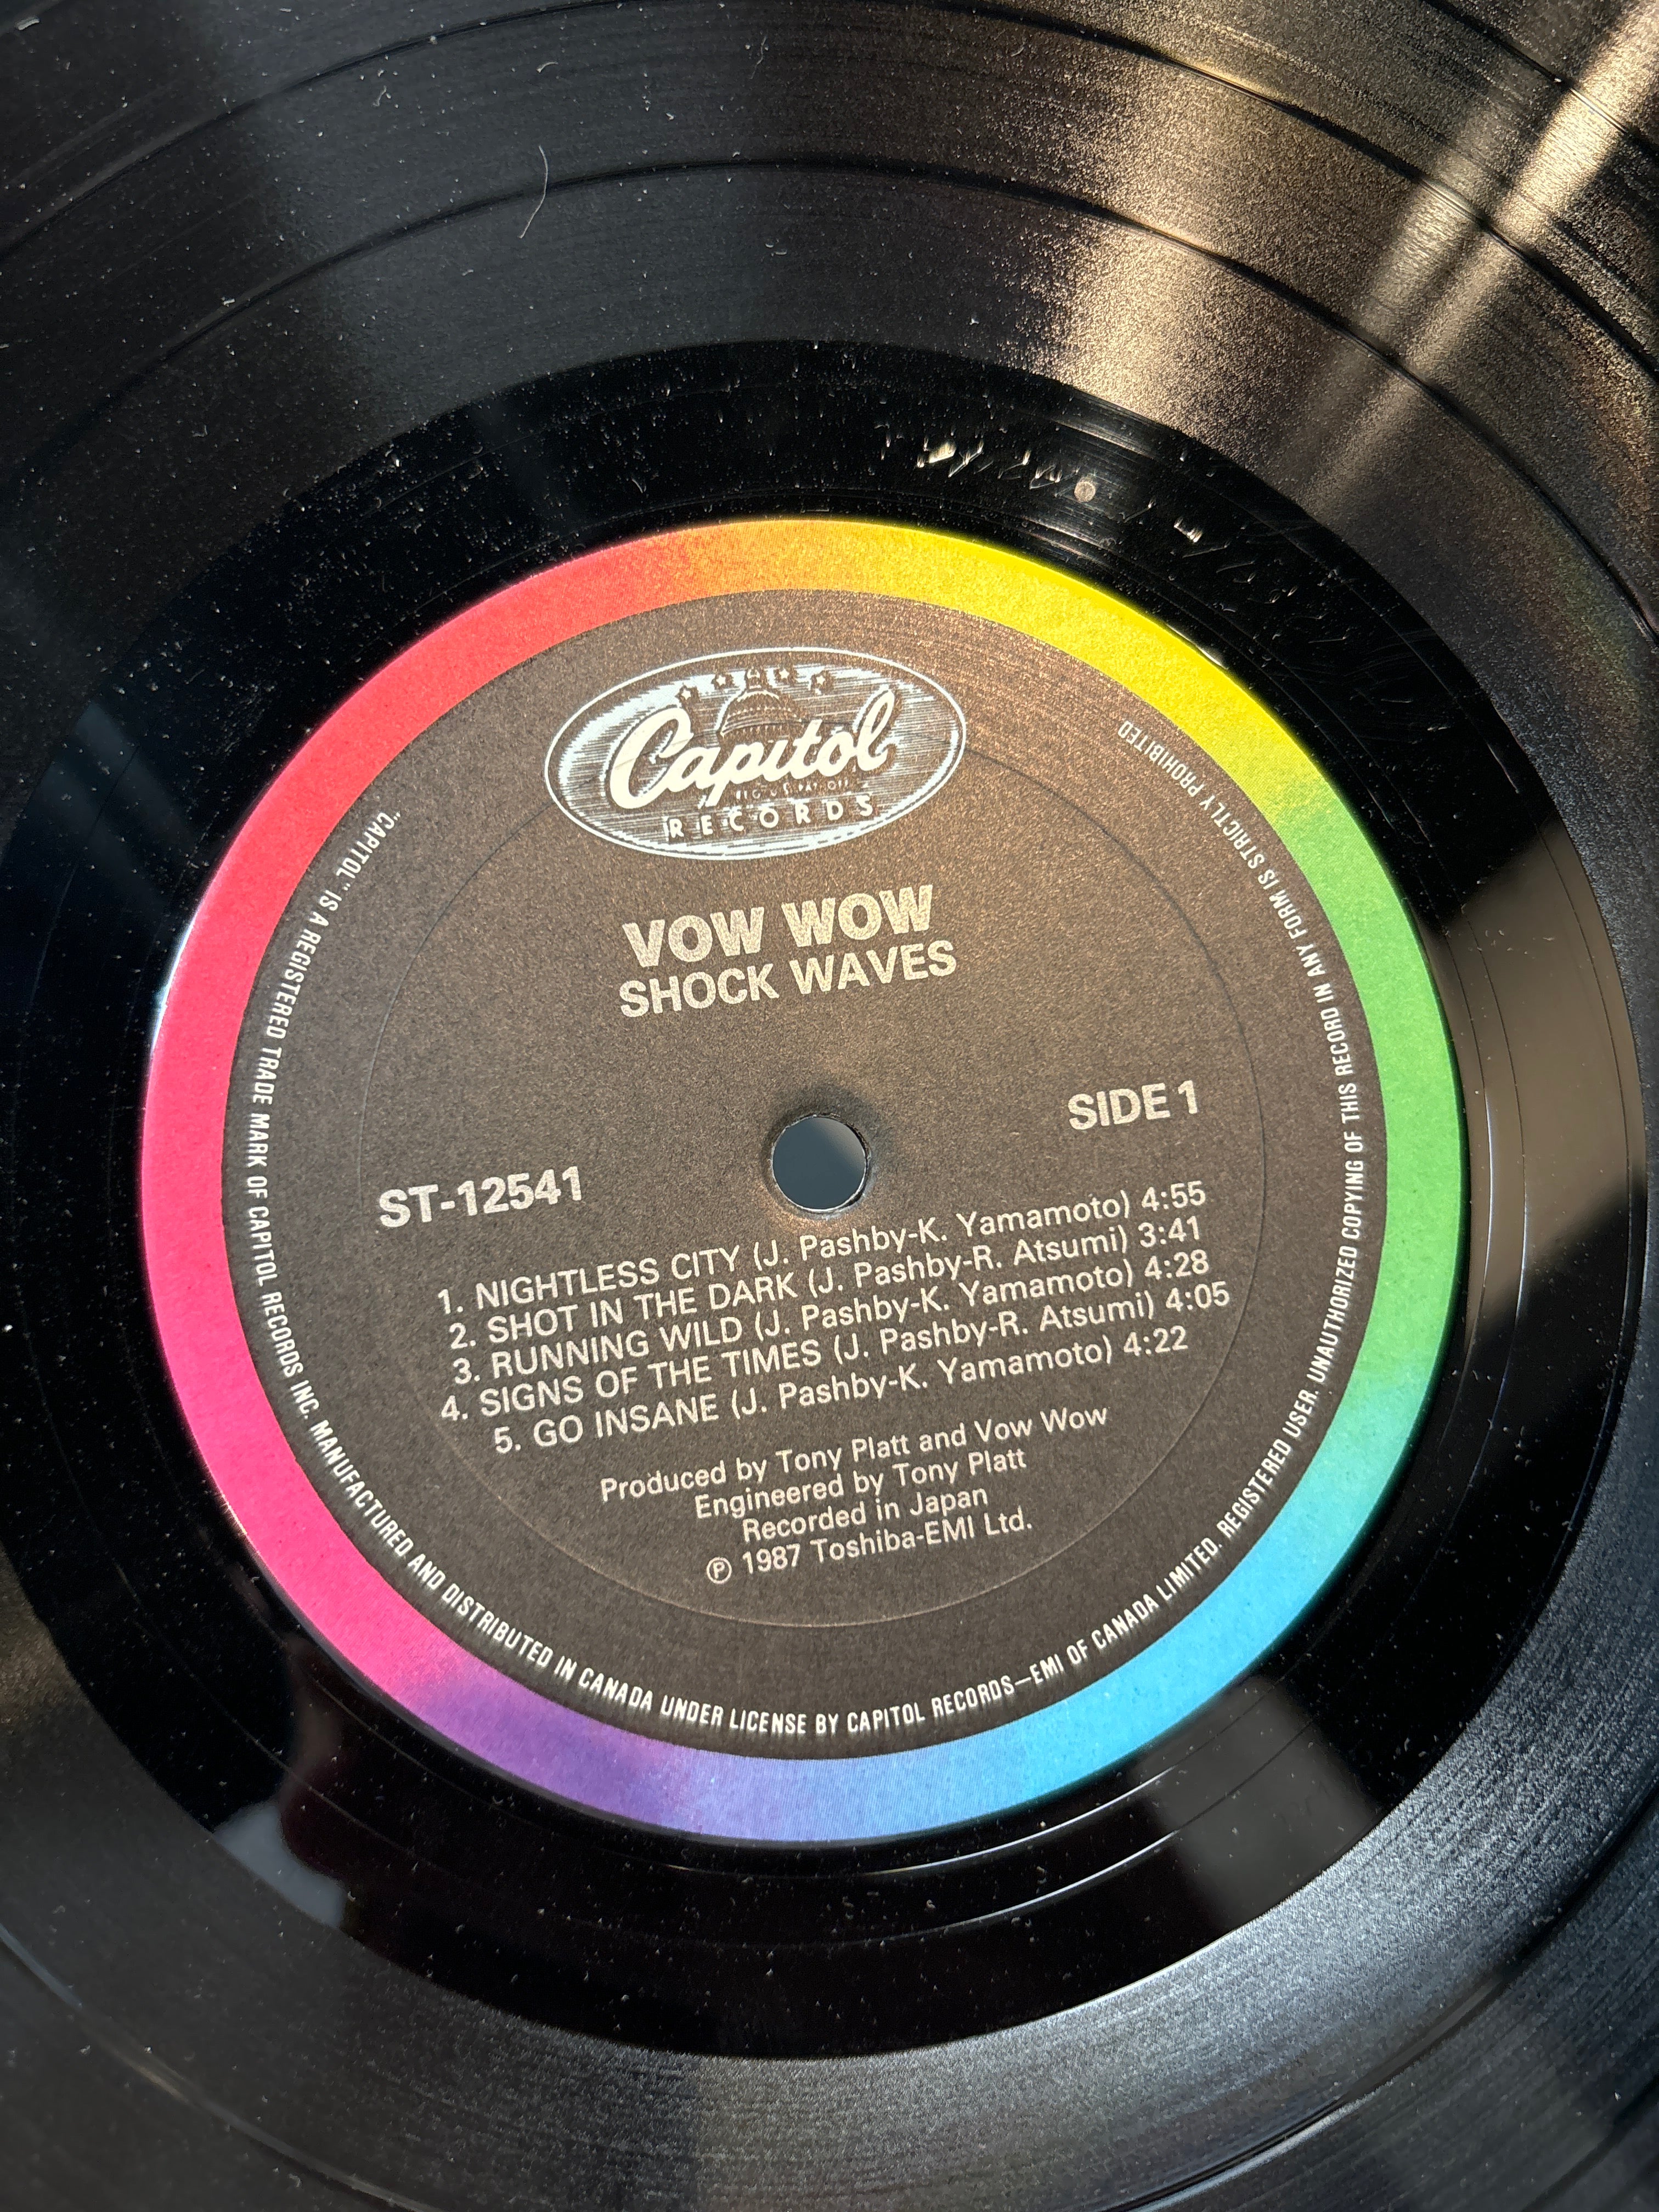 Capitol
RECORDS
VOW WOW
SHOCK WAVES
SIDE 1
ST-12541
1. NIGHTLESS CITY (J. Pashby-K. Yamamoto) 4:55
2. SHOT IN THE DARK (J. Pashby-R. Atsumi) 3:41
3. RUNNING WILD (J. Pashby-K. Yamamoto) 4:28
4. SIGNS OF THE TIMES (J. Pashby-R. Atsumi) 4:05
5. GO INSANE (J. Pashby-K. Yamamoto) 4:22
Produced by Tony Platt and Vow Wow
Engineered by Tony Platt
Recorded in Japan
℗ 1987 Toshiba-EMI Ltd.
"CAPITOL" IS A REGISTERED TRADE MARK OF CAPITOL RECORDS INC. MANUFACTURED AND DISTRIBUTED IN CANADA UNDER LICENSE BY CAPITOL RECORDS—EMI OF CANADA LIMITED. REGISTERED USER. UNAUTHORIZED COPYING OF THIS RECORD IN ANY FORM IS STRICTLY PROHIBITED